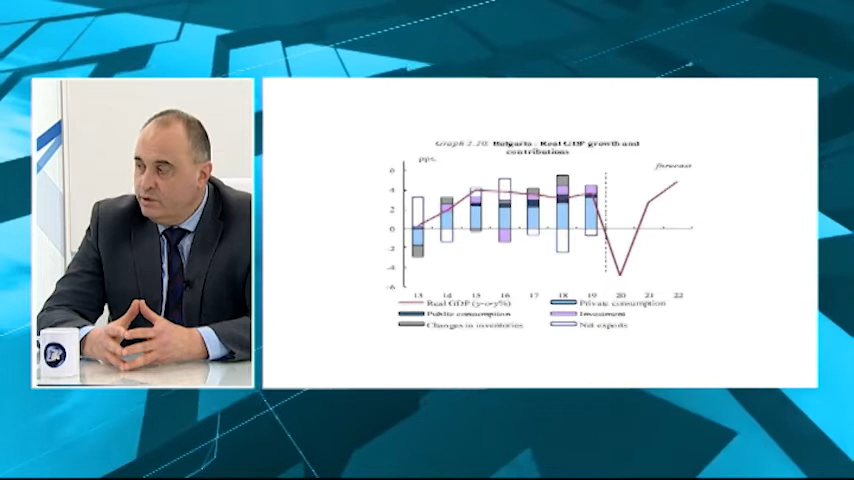 Graph 2.20: Bulgaria - Real GDP growth and
contributions
pps.
forecast
6
4
2
0
-2
-4
-6
13 14 15 16 17 18 19 20 21 22
Real GDP (y-o-y%) Private consumption
Public consumption Investment
Changes in inventories Net exports